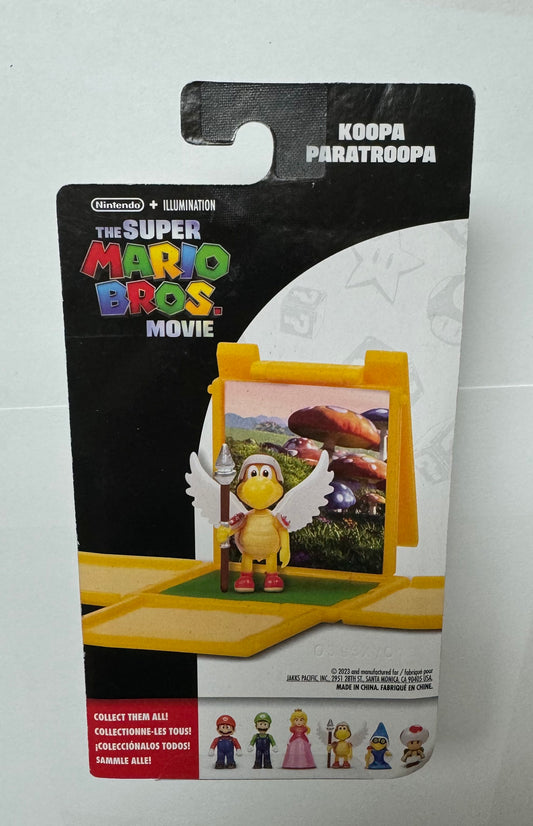 KOOPA
PARATROOPA
Nintendo + ILLUMINATION
THE SUPER
MARIO
BROS.
MOVIE
© 2023 and manufactured for / fabriqué pour
JAKKS PACIFIC, INC., 2951 28TH ST., SANTA MONICA, CA 90405 USA.
MADE IN CHINA. FABRIQUÉ EN CHINE.
COLLECT THEM ALL!
COLLECTIONNE-LES TOUS!
¡COLECCIÓNALOS TODOS!
SAMMLE ALLE!